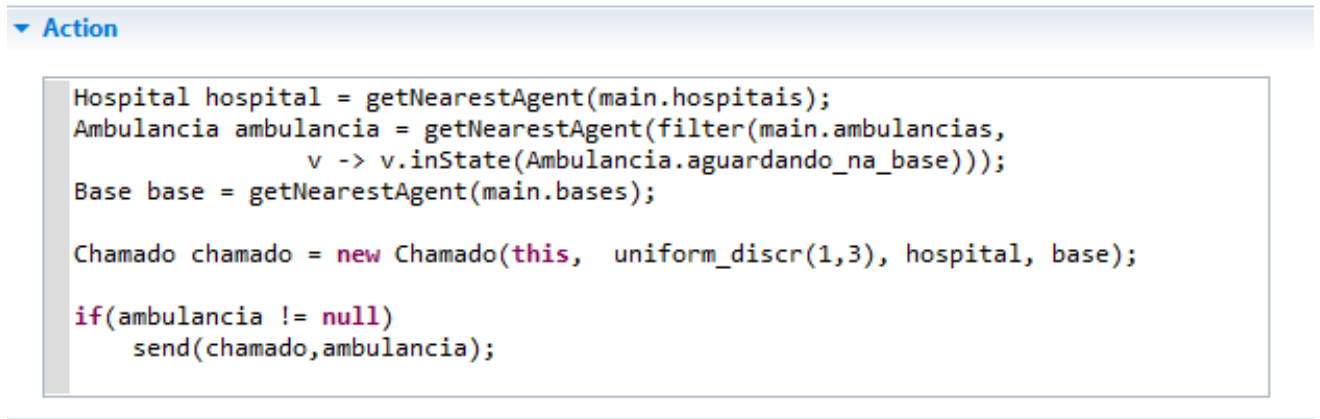 Action
Hospital hospital = getNearestAgent(main.hospitais);
Ambulancia ambulancia = getNearestAgent(filter(main.ambulancias,
v -> v.inState(Ambulancia.aguardando_na_base)));
Base base = getNearestAgent(main.bases);
Chamado chamado = new Chamado(this,  uniform_discr(1,3), hospital, base);
if(ambulancia != null)
send(chamado,ambulancia);